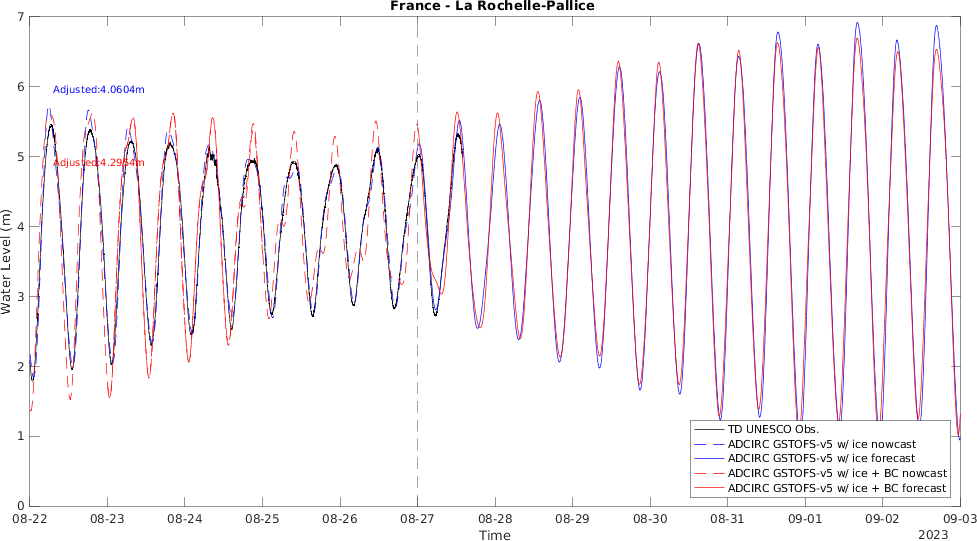 France - La Rochelle-Pallice
7
6
5
4
3
2
1
0
Water Level (m)
Adjusted:4.0604m
Adjusted:4.2954m
TD UNESCO Obs.
ADCIRC GSTOFS-v5 w/ ice nowcast
ADCIRC GSTOFS-v5 w/ ice forecast
ADCIRC GSTOFS-v5 w/ ice + BC nowcast
ADCIRC GSTOFS-v5 w/ ice + BC forecast
08-22 08-23 08-24 08-25 08-26 08-27 08-28 08-29 08-30 08-31 09-01 09-02 09-03
Time
2023